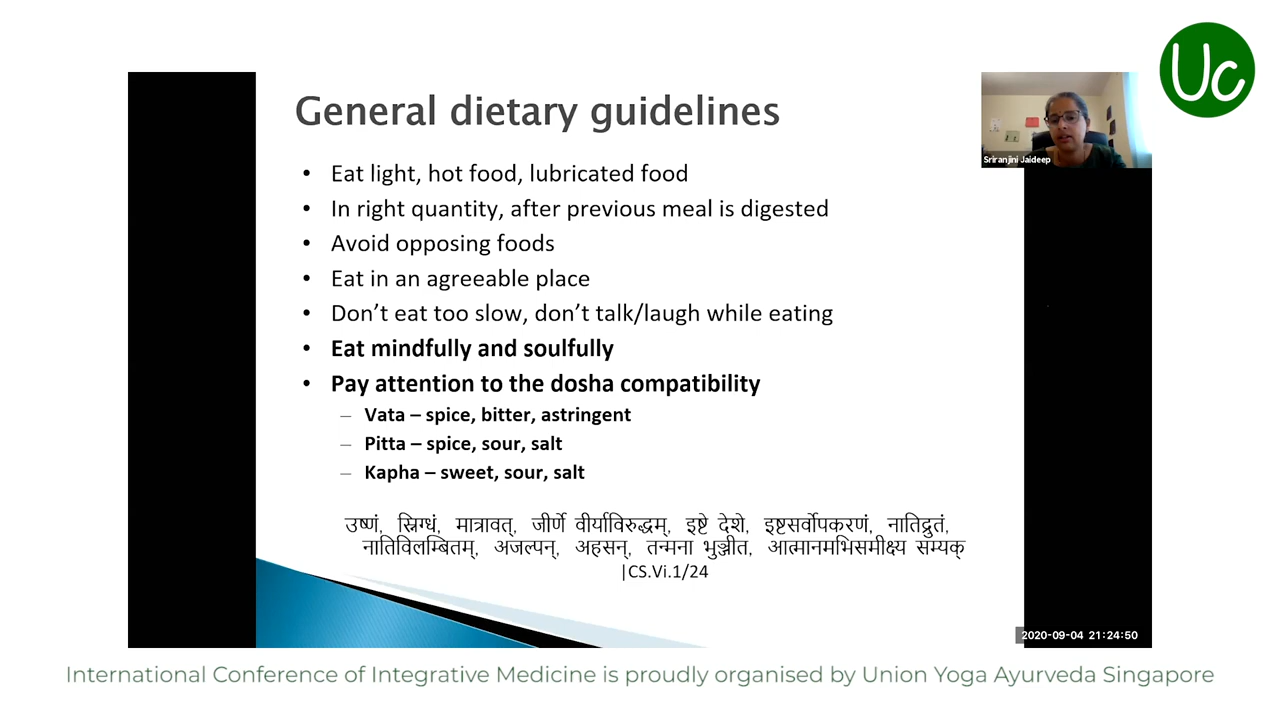 Uc
General dietary guidelines
Sriranjini Jaideep
• Eat light, hot food, lubricated food
• In right quantity, after previous meal is digested
• Avoid opposing foods
• Eat in an agreeable place
• Don’t eat too slow, don’t talk/laugh while eating
• Eat mindfully and soulfully
• Pay attention to the dosha compatibility
– Vata – spice, bitter, astringent
– Pitta – spice, sour, salt
– Kapha – sweet, sour, salt
उष्णं, स्निग्धं, मात्रावत्, जीर्णे वीर्याविरुद्धम्, इष्टे देशे, इष्टसर्वोपकरणं, नातिद्रुतं,
नातिविलम्बितम्, अजल्पन्, अहसन्, तन्मना भुञ्जीत, आत्मानमभिसमीक्ष्य सम्यक्
|CS.Vi.1/24
2020-09-04 21:24:50
International Conference of Integrative Medicine is proudly organised by Union Yoga Ayurveda Singapore